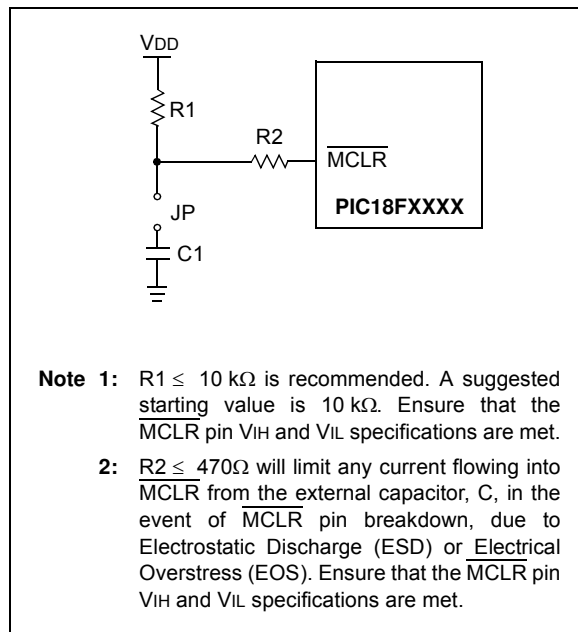 VDD
R1
R2
MCLR
JP
PIC18FXXXX
C1
Note 1: R1 ≤ 10 kΩ is recommended. A suggested
starting value is 10 kΩ. Ensure that the
MCLR pin VIH and VIL specifications are met.
2: R2 ≤ 470Ω will limit any current flowing into
MCLR from the external capacitor, C, in the
event of MCLR pin breakdown, due to
Electrostatic Discharge (ESD) or Electrical
Overstress (EOS). Ensure that the MCLR pin
VIH and VIL specifications are met.